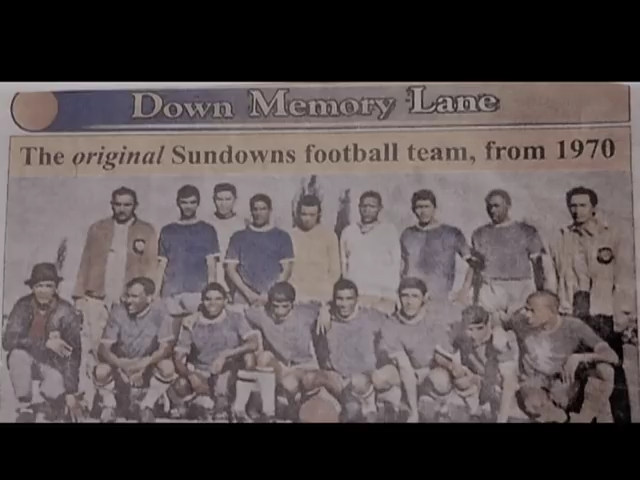 Down Memory Lane
The original Sundowns football team, from 1970